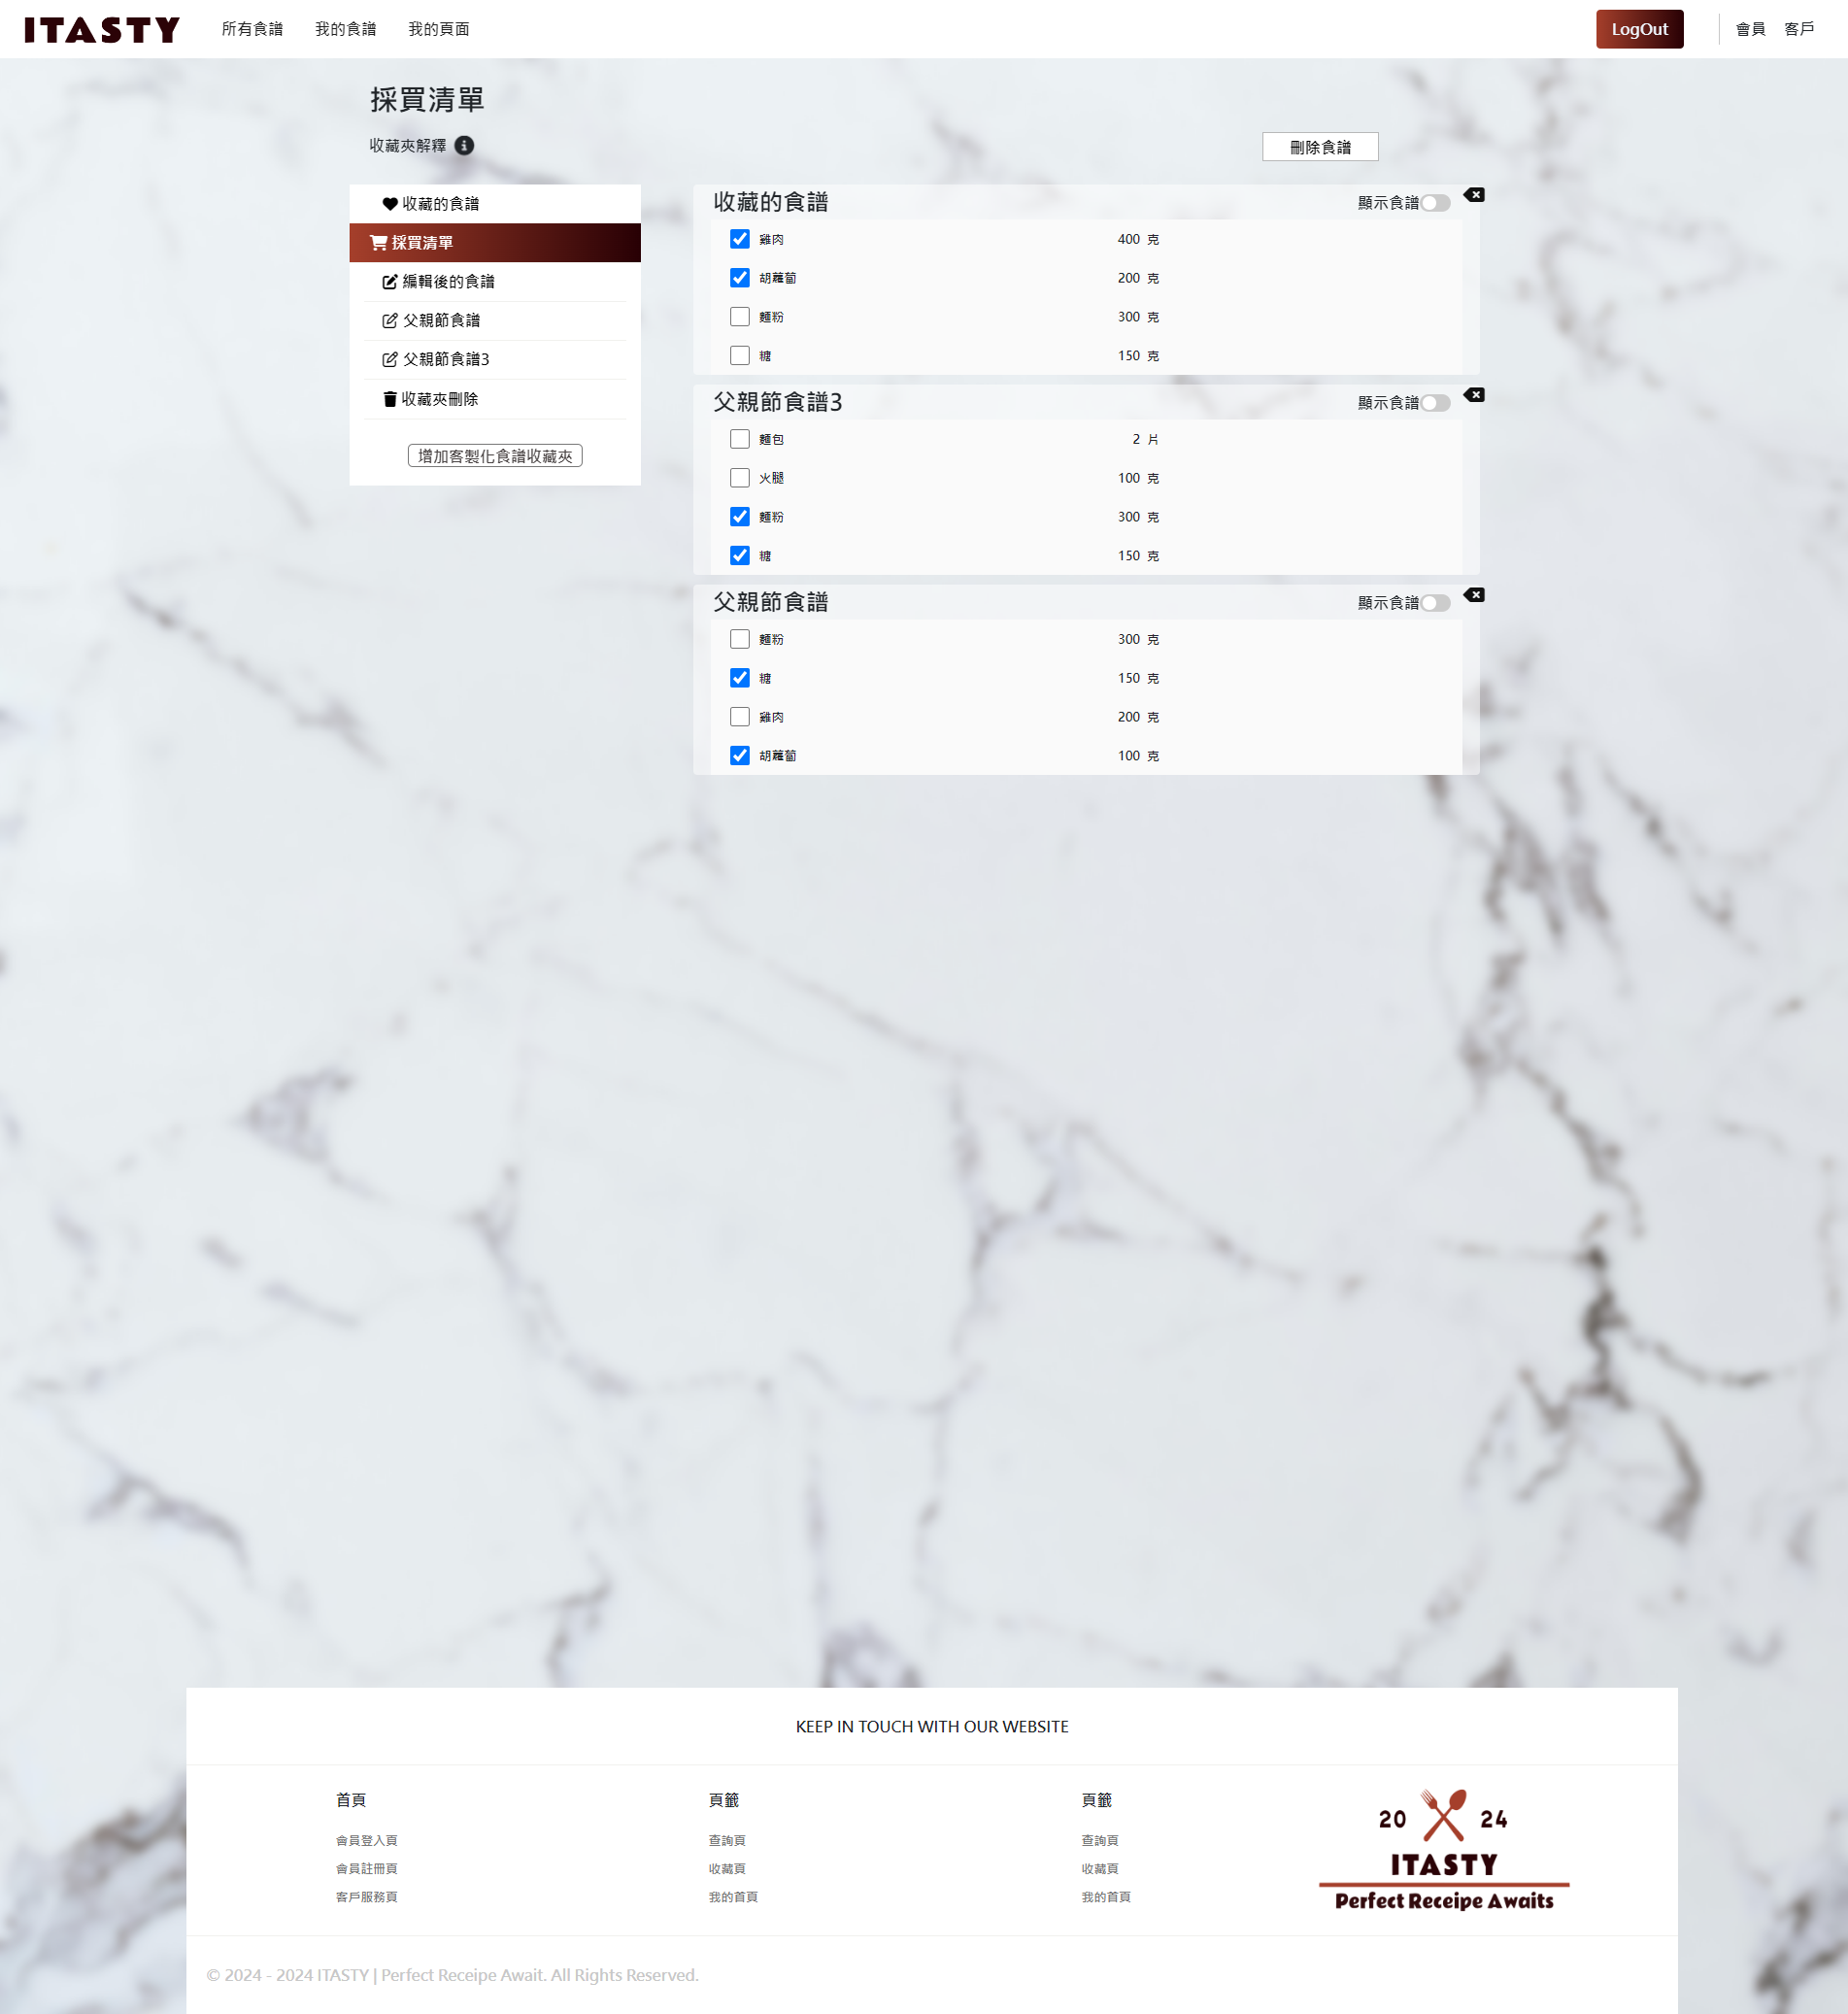 ITASTY 所有食譜 我的食譜 我的頁面 LogOut 會員 客戶
採買清單
收藏夾解釋 刪除食譜
收藏的食譜
採買清單
編輯後的食譜
父親節食譜
父親節食譜3
收藏夾刪除
增加客製化食譜收藏夾
收藏的食譜 顯示食譜
雞肉 400 克
胡蘿蔔 200 克
麵粉 300 克
糖 150 克
父親節食譜3 顯示食譜
麵包 2 片
火腿 100 克
麵粉 300 克
糖 150 克
父親節食譜 顯示食譜
麵粉 300 克
糖 150 克
雞肉 200 克
胡蘿蔔 100 克
KEEP IN TOUCH WITH OUR WEBSITE
首頁
會員登入頁
會員註冊頁
客戶服務頁
頁籤
查詢頁
收藏頁
我的首頁
頁籤
查詢頁
收藏頁
我的首頁
20 24
ITASTY
Perfect Receipe Awaits
© 2024 - 2024 ITASTY | Perfect Receipe Await. All Rights Reserved.